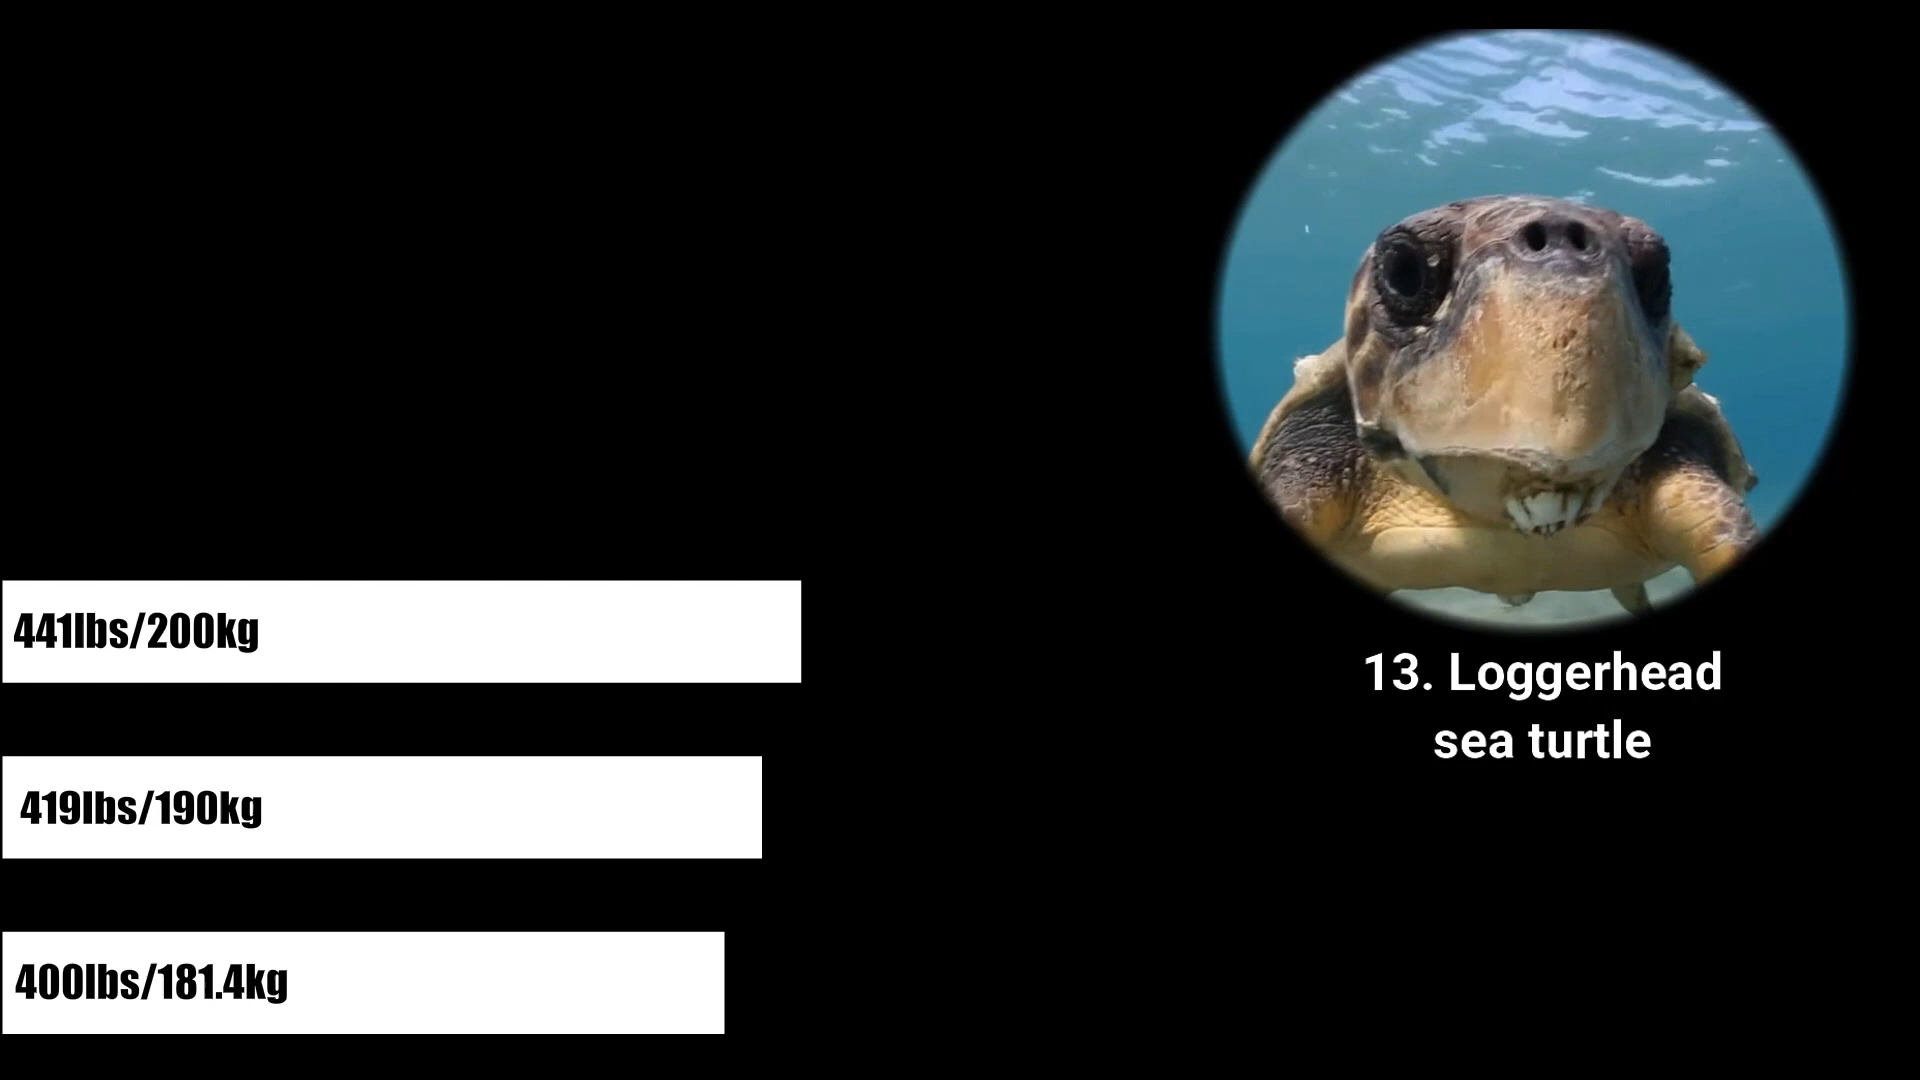 441lbs/200kg
13. Loggerhead
sea turtle
419lbs/190kg
400lbs/181.4kg